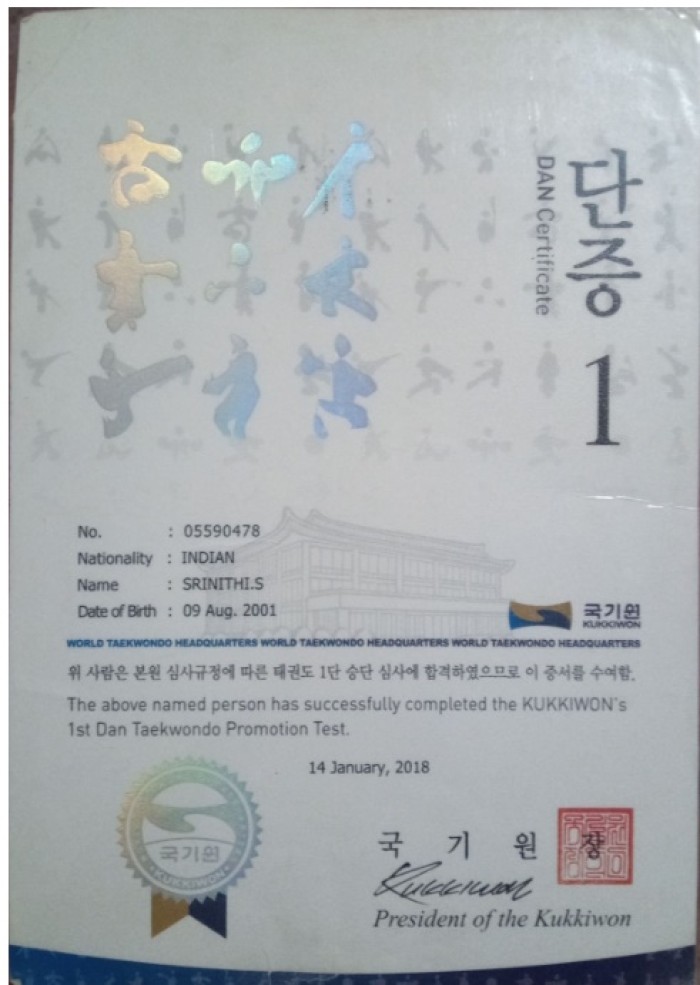 단증
DAN Certificate
1
No. : 05590478
Nationality : INDIAN
Name : SRINITHI.S
Date of Birth : 09 Aug. 2001
국기원
KUKKIWON
WORLD TAEKWONDO HEADQUARTERS WORLD TAEKWONDO HEADQUARTERS WORLD TAEKWONDO HEADQUARTERS
위 사람은 본원 심사규정에 따른 태권도 1단 승단 심사에 합격하였으므로 이 증서를 수여함.
The above named person has successfully completed the KUKKIWON's
1st Dan Taekwondo Promotion Test.
14 January, 2018
국기원
KUKKIWON
국 기 원 장
Kukkiwon
President of the Kukkiwon